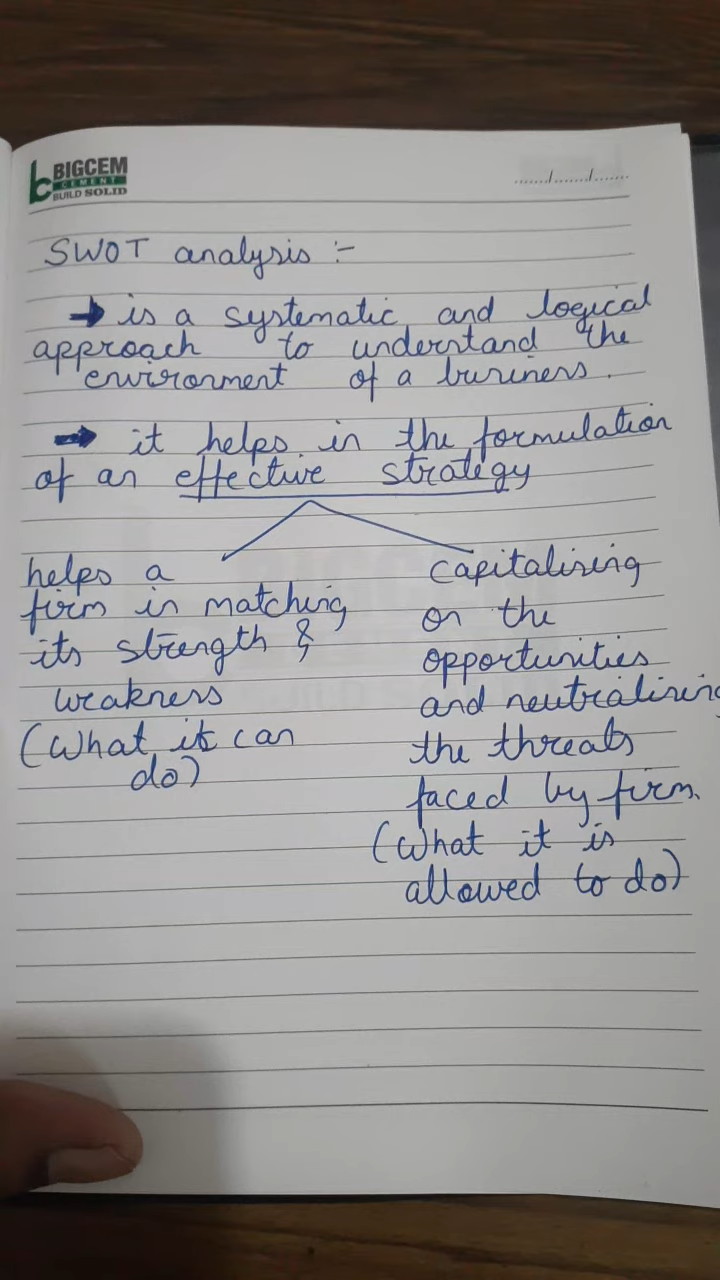 BIGCEM
CEMENT
BUILD SOLID
....../......./.......
SWOT analysis :-
→ is a systematic and logical
approach to understand the
environment of a business.
→ it helps in the formulation
of an effective strategy
helps a
firm in matching
its strength &
weakness
(What it can
do)
Capitalising
on the
opportunities
and neutralising
the threats
faced by firm.
(What it is
allowed to do)